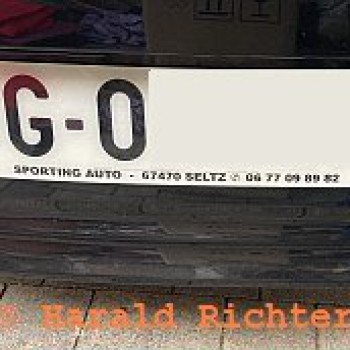 G-O
SPORTING AUTO - 67470 SELTZ ✆ 06 77 09 89 82
© Harald Richter